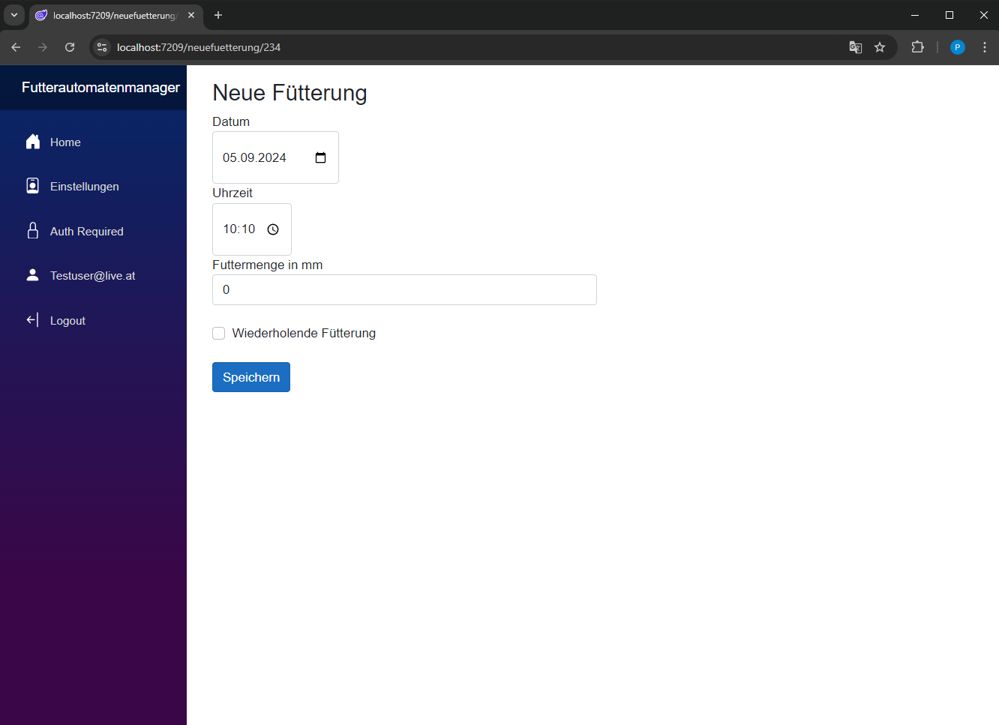 localhost:7209/neuefuetterung/
localhost:7209/neuefuetterung/234
P
Futterautomatenmanager
Home
Einstellungen
Auth Required
Testuser@live.at
Logout
Neue Fütterung
Datum
05.09.2024
Uhrzeit
10:10
Futtermenge in mm
0
Wiederholende Fütterung
Speichern